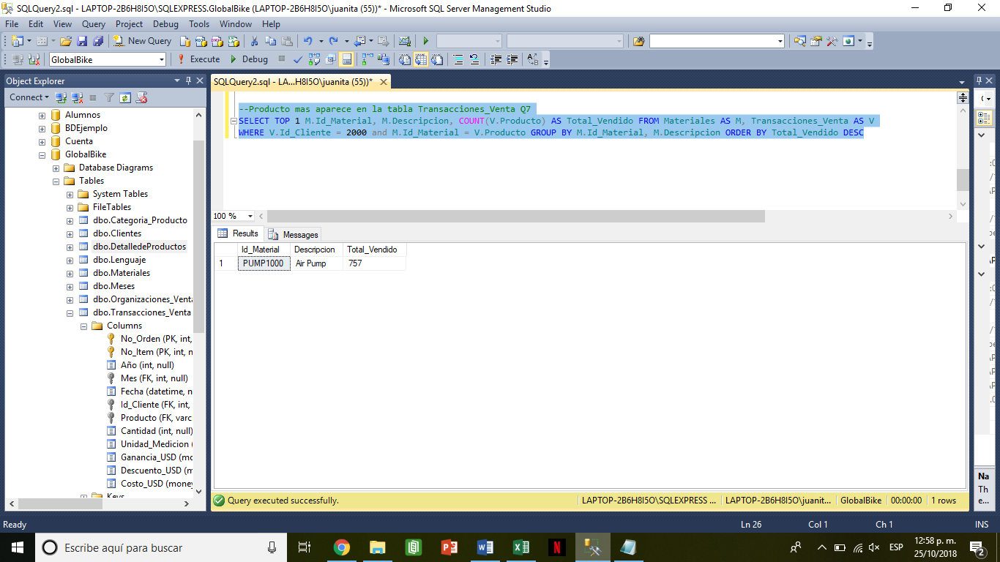 SQLQuery2.sql - LAPTOP-2B6H8I5O\SQLEXPRESS.GlobalBike (LAPTOP-2B6H8I5O\juanita (55))* - Microsoft SQL Server Management Studio
File Edit View Query Project Debug Tools Window Help
New Query
GlobalBike Execute Debug
Object Explorer
Connect
Alumnos
BDEjemplo
Cuenta
GlobalBike
Database Diagrams
Tables
System Tables
FileTables
dbo.Categoria_Producto
dbo.Clientes
dbo.DetalledeProductos
dbo.Lenguaje
dbo.Materiales
dbo.Meses
dbo.Organizaciones_Venta
dbo.Transacciones_Venta
Columns
No_Orden (PK, int,
No_Item (PK, int, n
Año (int, null)
Mes (FK, int, null)
Fecha (datetime, n
Id_Cliente (FK, int,
Producto (FK, varc
Cantidad (int, null)
Unidad_Medicion (
Ganancia_USD (mo
Descuento_USD (m
Costo_USD (money
Keys
SQLQuery2.sql - LA...H8I5O\juanita (55))*
--Producto mas aparece en la tabla Transacciones_Venta Q7
SELECT TOP 1 M.Id_Material, M.Descripcion, COUNT(V.Producto) AS Total_Vendido FROM Materiales AS M, Transacciones_Venta AS V
WHERE V.Id_Cliente = 2000 and M.Id_Material = V.Producto GROUP BY M.Id_Material, M.Descripcion ORDER BY Total_Vendido DESC
100 %
Results Messages
Id_Material Descripcion Total_Vendido
1 PUMP1000 Air Pump 757
Query executed successfully. LAPTOP-2B6H8I5O\SQLEXPRESS ... LAPTOP-2B6H8I5O\juanit... GlobalBike 00:00:00 1 rows
Na
Th
e...
Ready Ln 26 Col 1 Ch 1 INS
Escribe aquí para buscar
ESP
12:58 p. m.
25/10/2018
2